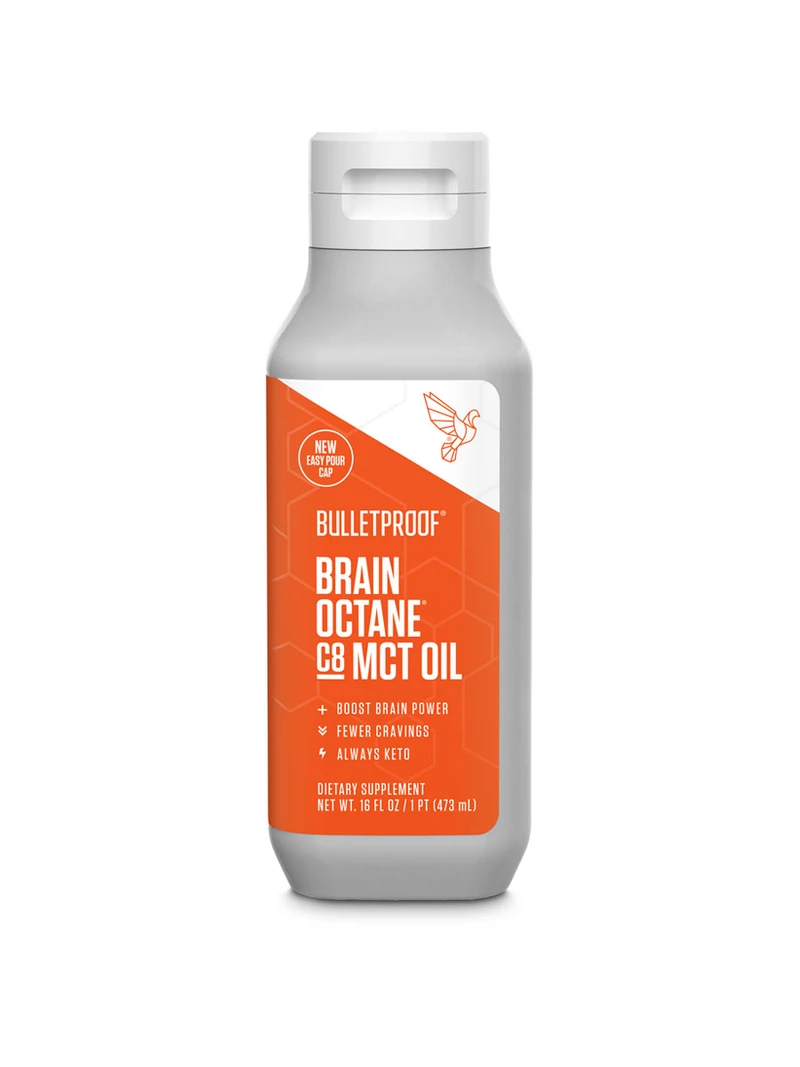 NEW
EASY POUR
CAP
BULLETPROOF®
BRAIN
OCTANE®
C8 MCT OIL
+ BOOST BRAIN POWER
FEWER CRAVINGS
ALWAYS KETO
DIETARY SUPPLEMENT
NET WT. 16 FL OZ / 1 PT (473 mL)